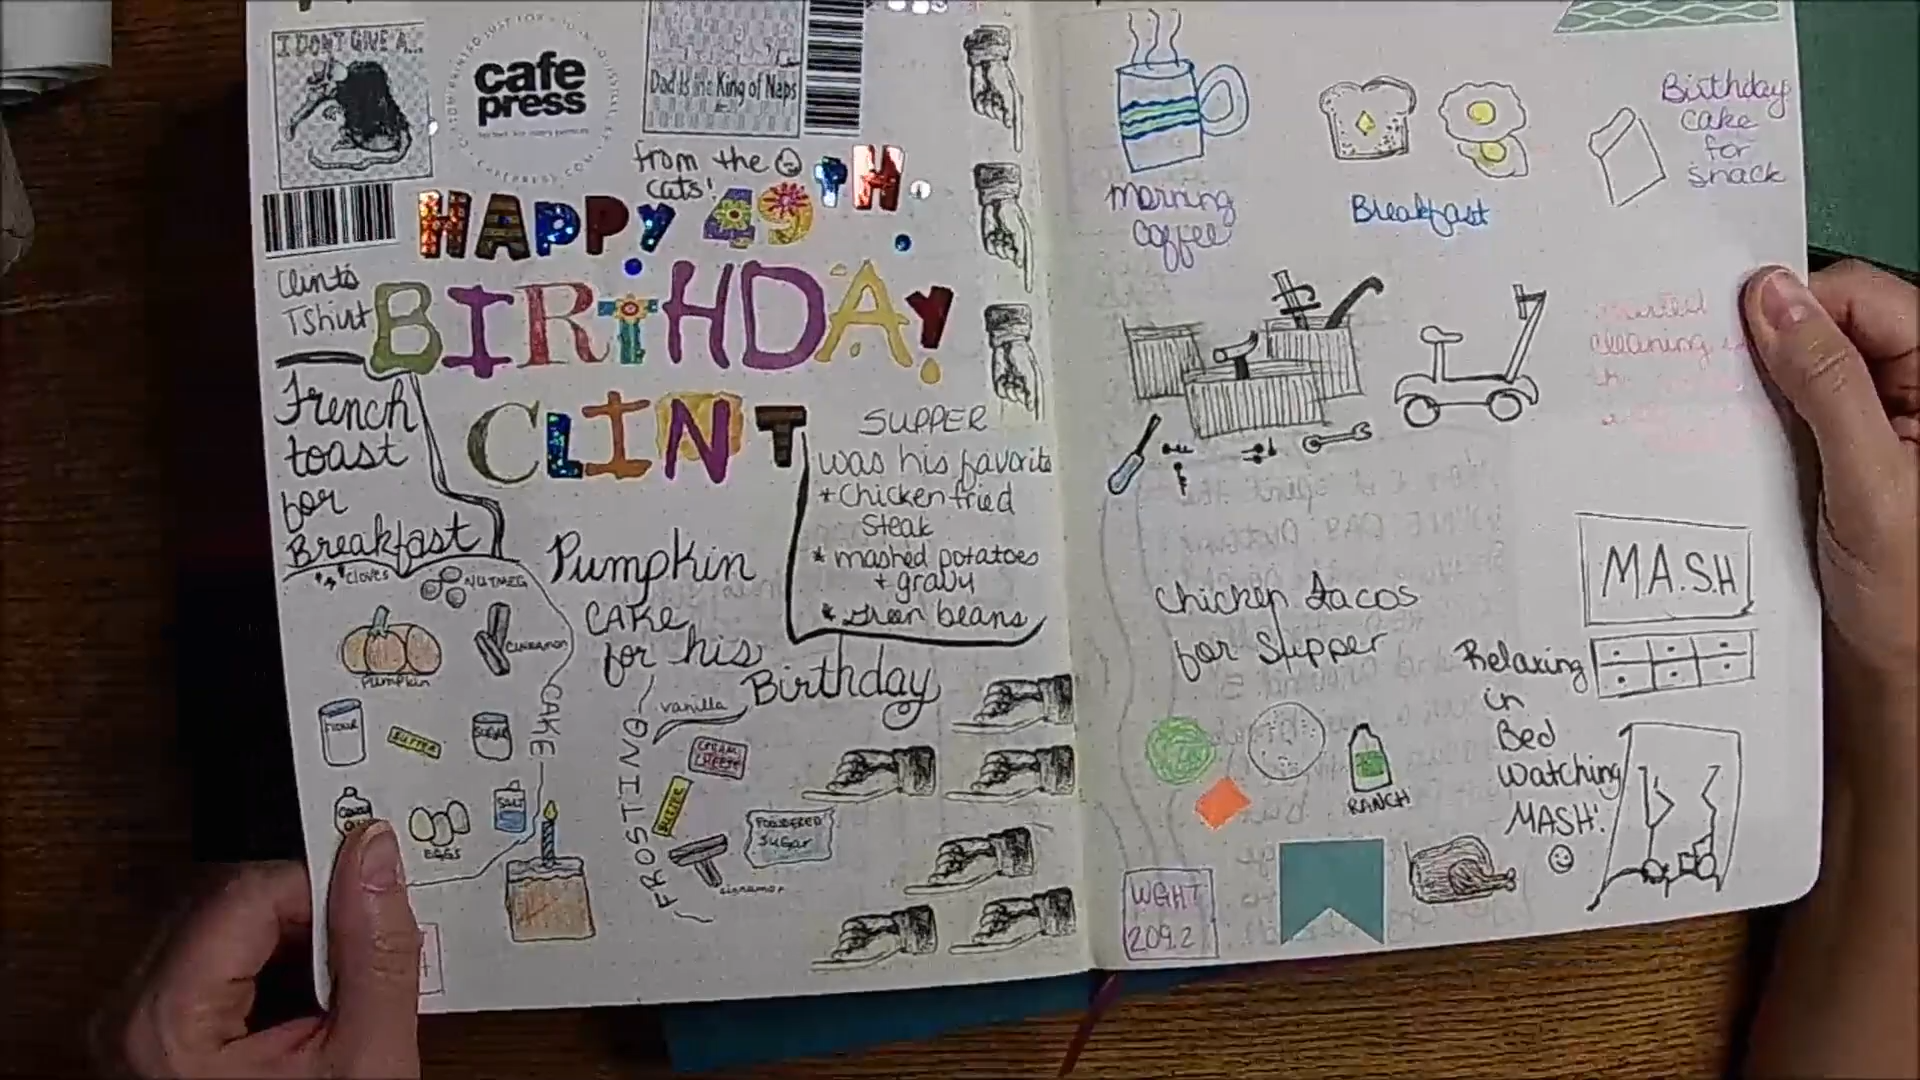 I DONT GIVE A...
cafe
press
Dad is the King of Naps
from the
cats!
HAPPY 49TH
BIRTHDAY
CLINT
Clint's
TShirt
French
toast
for
Breakfast
SUPPER
was his favorite
*Chicken fried
steak
* mashed potatoes
+ gravy
* green beans
Pumpkin
CAKE
for his
Birthday
cloves
NUTMEG
CINNAMON
Pumpkin
FLOUR
BUTTER
SUGAR
EGGS
SALT
CAKE
FROSTING
vanilla
CREAM
CHEESE
BUTTER
POWDERED
Sugar
cinnamon
Morning
coffee
Breakfast
Birthday
cake
for
snack
cleaning
Chicken tacos
for Supper
RANCH
WGHT
209.2
M.A.S.H
Relaxing
in
Bed
Watching
MASH!